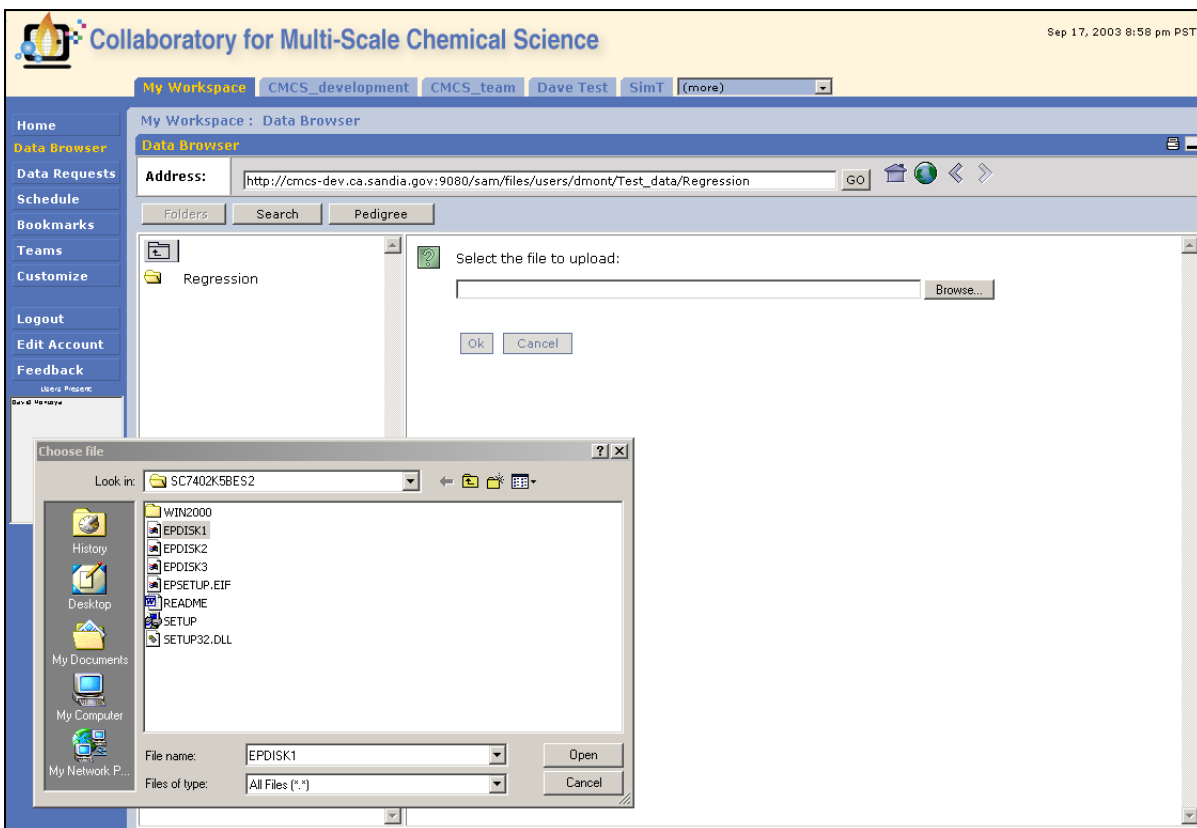 Collaboratory for Multi-Scale Chemical Science
Sep 17, 2003 8:58 pm PST
My Workspace CMCS_development CMCS_team Dave Test SimT (more)
Home
Data Browser
Data Requests
Schedule
Bookmarks
Teams
Customize
Logout
Edit Account
Feedback
Users Present:
My Workspace : Data Browser
Data Browser
Address: http://cmcs-dev.ca.sandia.gov:9080/sam/files/users/dmont/Test_data/Regression GO
Folders Search Pedigree
Regression
Select the file to upload:
Browse...
Ok Cancel
Choose file
Look in: SC7402K5BES2
History
Desktop
My Documents
My Computer
My Network P...
WIN2000
EPDISK1
EPDISK2
EPDISK3
EPSETUP.EIF
README
SETUP
SETUP32.DLL
File name: EPDISK1 Open
Files of type: All Files (*.*) Cancel